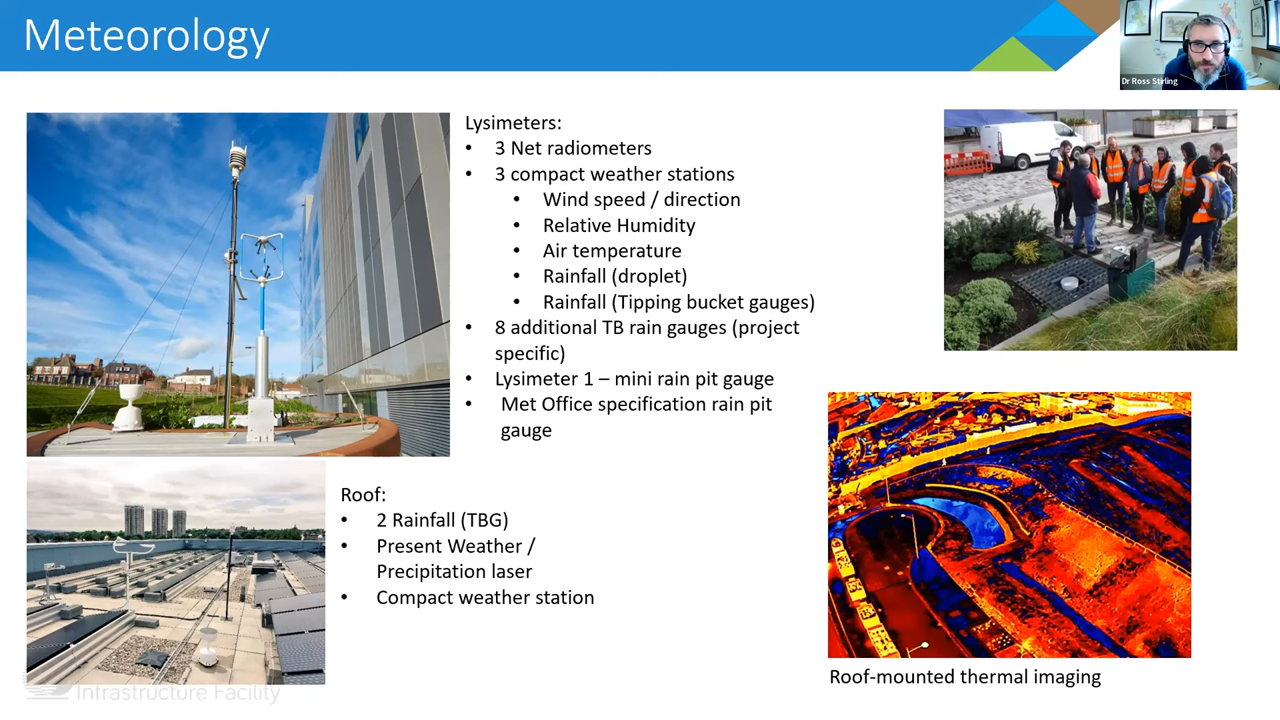 Meteorology
Dr Ross Stirling
Lysimeters:
• 3 Net radiometers
• 3 compact weather stations
• Wind speed / direction
• Relative Humidity
• Air temperature
• Rainfall (droplet)
• Rainfall (Tipping bucket gauges)
• 8 additional TB rain gauges (project
specific)
• Lysimeter 1 – mini rain pit gauge
• Met Office specification rain pit
gauge
Roof:
• 2 Rainfall (TBG)
• Present Weather /
Precipitation laser
• Compact weather station
Roof-mounted thermal imaging
Infrastructure Facility